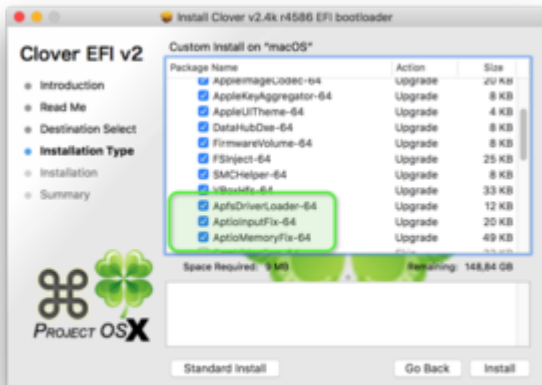 Install Clover v2.4k r4586 EFI bootloader
Clover EFI v2
Custom Install on "macOS"
Introduction
Read Me
Destination Select
Installation Type
Installation
Summary
Package Name Action Size
AppleImageCodec-64 Upgrade 20 KB
AppleKeyAggregator-64 Upgrade 8 KB
AppleUITheme-64 Upgrade 4 KB
DataHubDxe-64 Upgrade 8 KB
FirmwareVolume-64 Upgrade 8 KB
FSInject-64 Upgrade 25 KB
SMCHelper-64 Upgrade 8 KB
VBoxHfs-64 Upgrade 33 KB
ApfsDriverLoader-64 Upgrade 12 KB
AptioInputFix-64 Upgrade 20 KB
AptioMemoryFix-64 Upgrade 49 KB
Space Required: 9 MB Remaining: 148,84 GB
PROJECT OSX
Standard Install Go Back Install